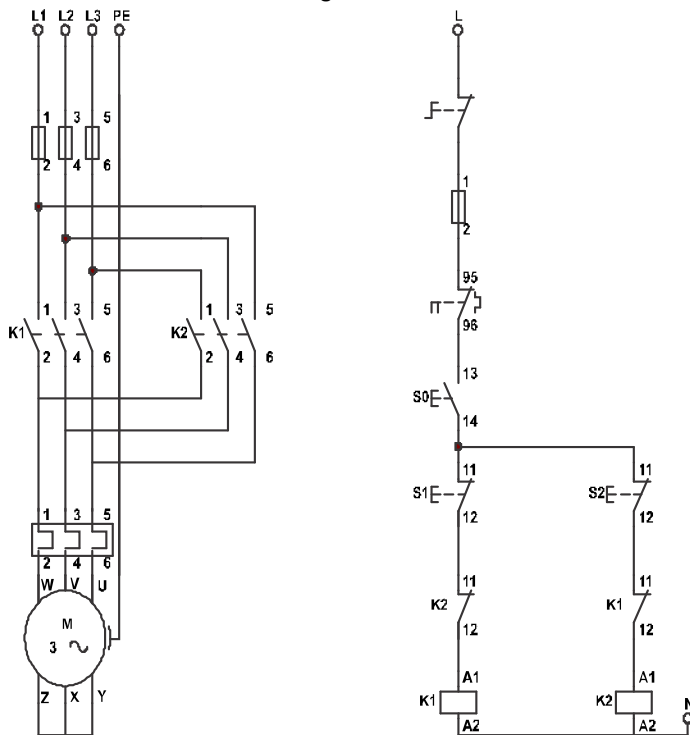 L1 L2 L3 PE L
1 3 5
2 4 6
1
2
95
96
1 3 5 1 3 5
K1 K2
2 4 6 2 4 6
13
S0
14
11 11
S1 S2
12 12
1 3 5
2 4 6
W V U
11 11
K2 K1
12 12
M
3
Z X Y
A1 A1
K1 K2
A2 A2
N